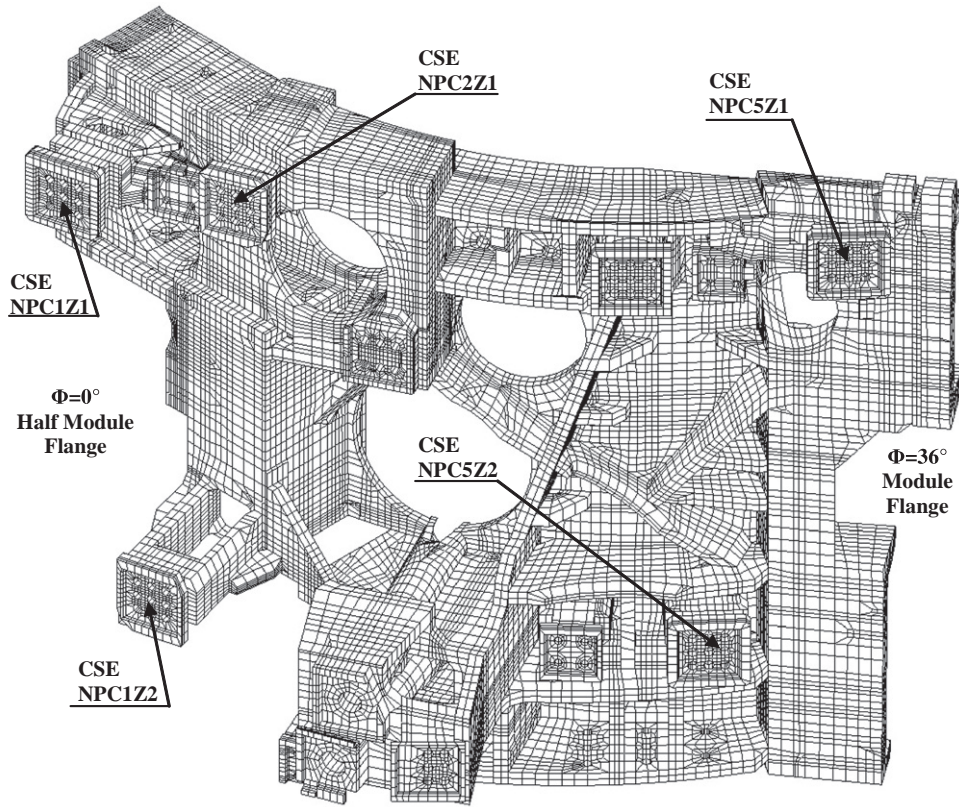 CSE
NPC2Z1
CSE
NPC5Z1
CSE
NPC1Z1
Φ=0°
Half Module
Flange
CSE
NPC5Z2
Φ=36°
Module
Flange
CSE
NPC1Z2